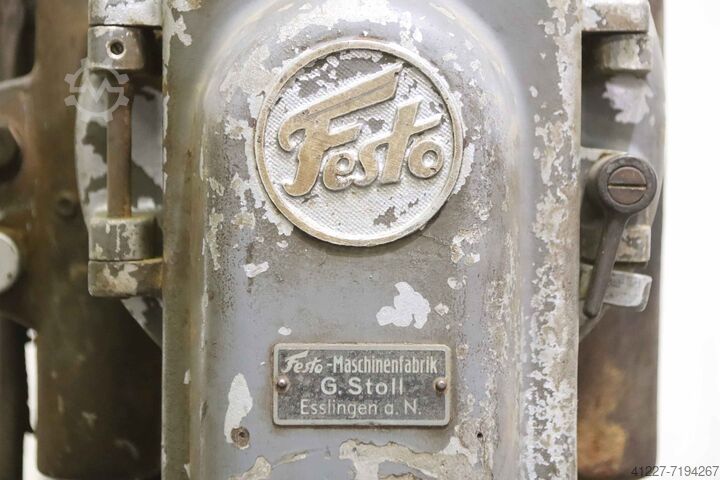 Festo
Festo-Maschinenfabrik
G. Stoll
Esslingen a. N.
41227-7194267